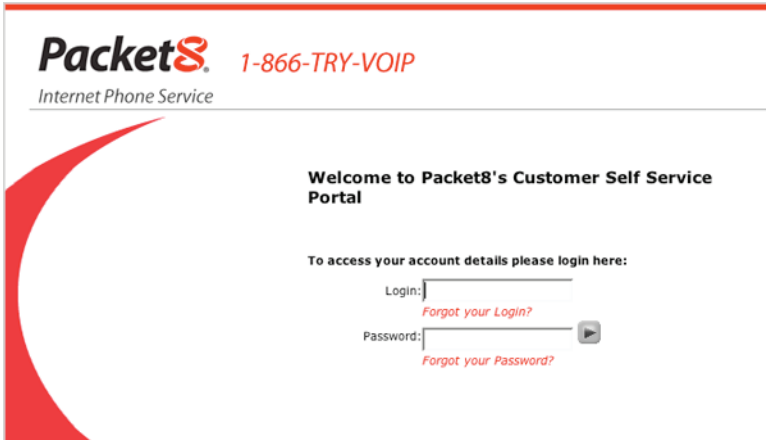 Packet8 1-866-TRY-VOIP
Internet Phone Service
Welcome to Packet8's Customer Self Service
Portal
To access your account details please login here:
Login:
Forgot your Login?
Password:
Forgot your Password?